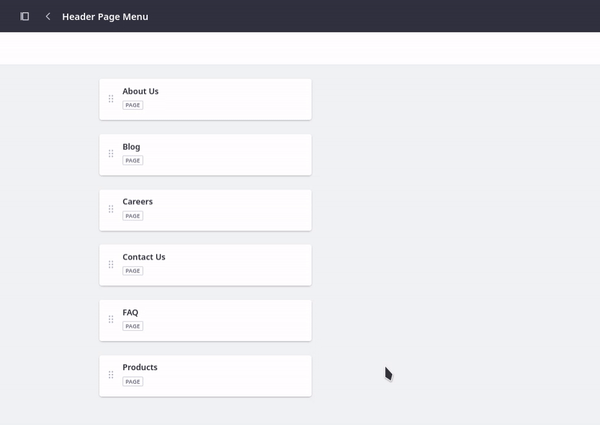 Header Page Menu
About Us
PAGE
Blog
PAGE
Careers
PAGE
Contact Us
PAGE
FAQ
PAGE
Products
PAGE